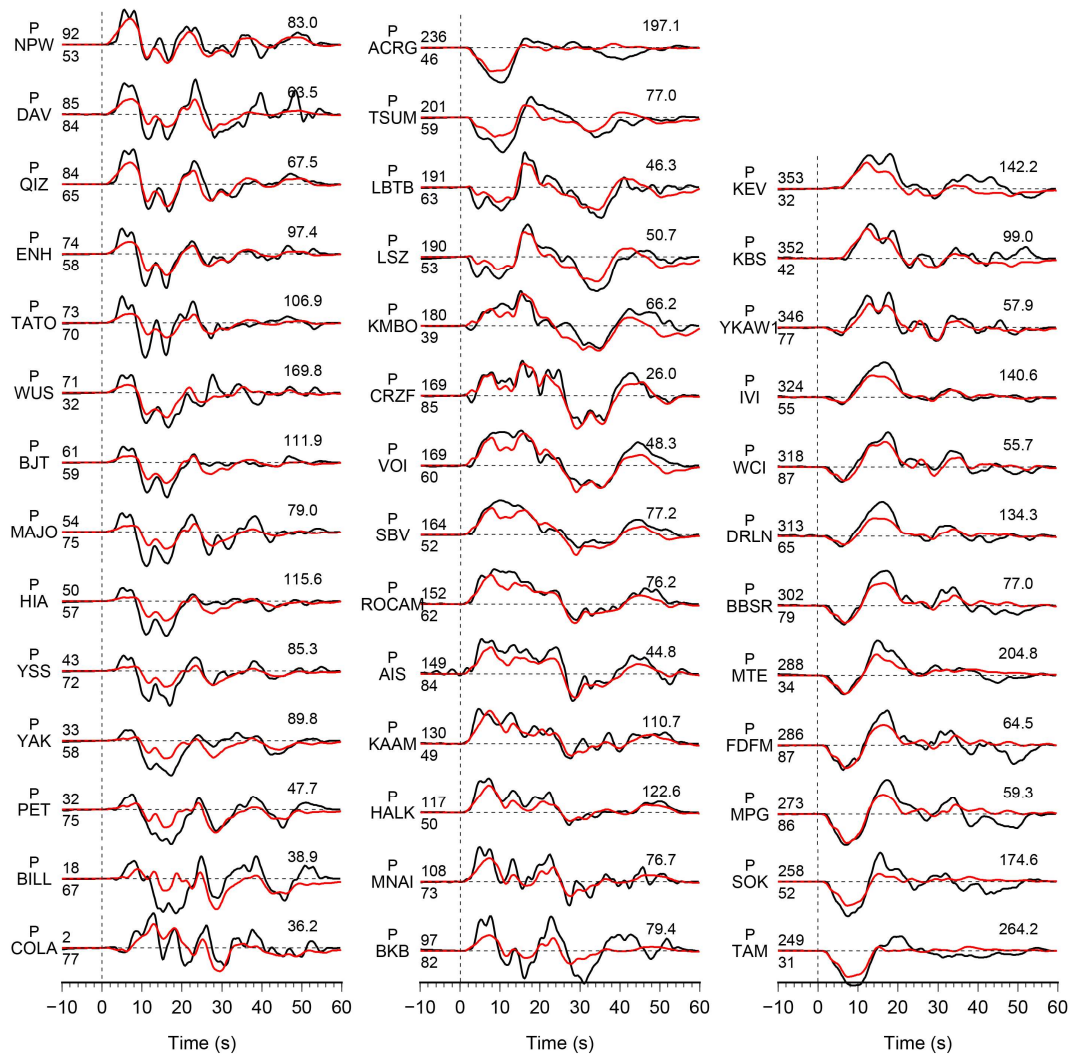 P
NPW 92 83.0
53
P
DAV 85 63.5
84
P
QIZ 84 67.5
65
P
ENH 74 97.4
58
P
TATO 73 106.9
70
P
WUS 71 169.8
32
P
BJT 61 111.9
59
P
MAJO 54 79.0
75
P
HIA 50 115.6
57
P
YSS 43 85.3
72
P
YAK 33 89.8
58
P
PET 32 47.7
75
P
BILL 18 38.9
67
P
COLA 2 36.2
77
−10 0 10 20 30 40 50 60
Time (s)
P
ACRG 236 197.1
46
P
TSUM 201 77.0
59
P
LBTB 191 46.3
63
P
LSZ 190 50.7
53
P
KMBO 180 66.2
39
P
CRZF 169 26.0
85
P
VOI 169 48.3
60
P
SBV 164 77.2
52
P
ROCAM 152 76.2
62
P
AIS 149 44.8
84
P
KAAM 130 110.7
49
P
HALK 117 122.6
50
P
MNAI 108 76.7
73
P
BKB 97 79.4
82
−10 0 10 20 30 40 50 60
Time (s)
P
KEV 353 142.2
32
P
KBS 352 99.0
42
P
YKAW1 346 57.9
77
P
IVI 324 140.6
55
P
WCI 318 55.7
87
P
DRLN 313 134.3
65
P
BBSR 302 77.0
79
P
MTE 288 204.8
34
P
FDFM 286 64.5
87
P
MPG 273 59.3
86
P
SOK 258 174.6
52
P
TAM 249 264.2
31
−10 0 10 20 30 40 50 60
Time (s)